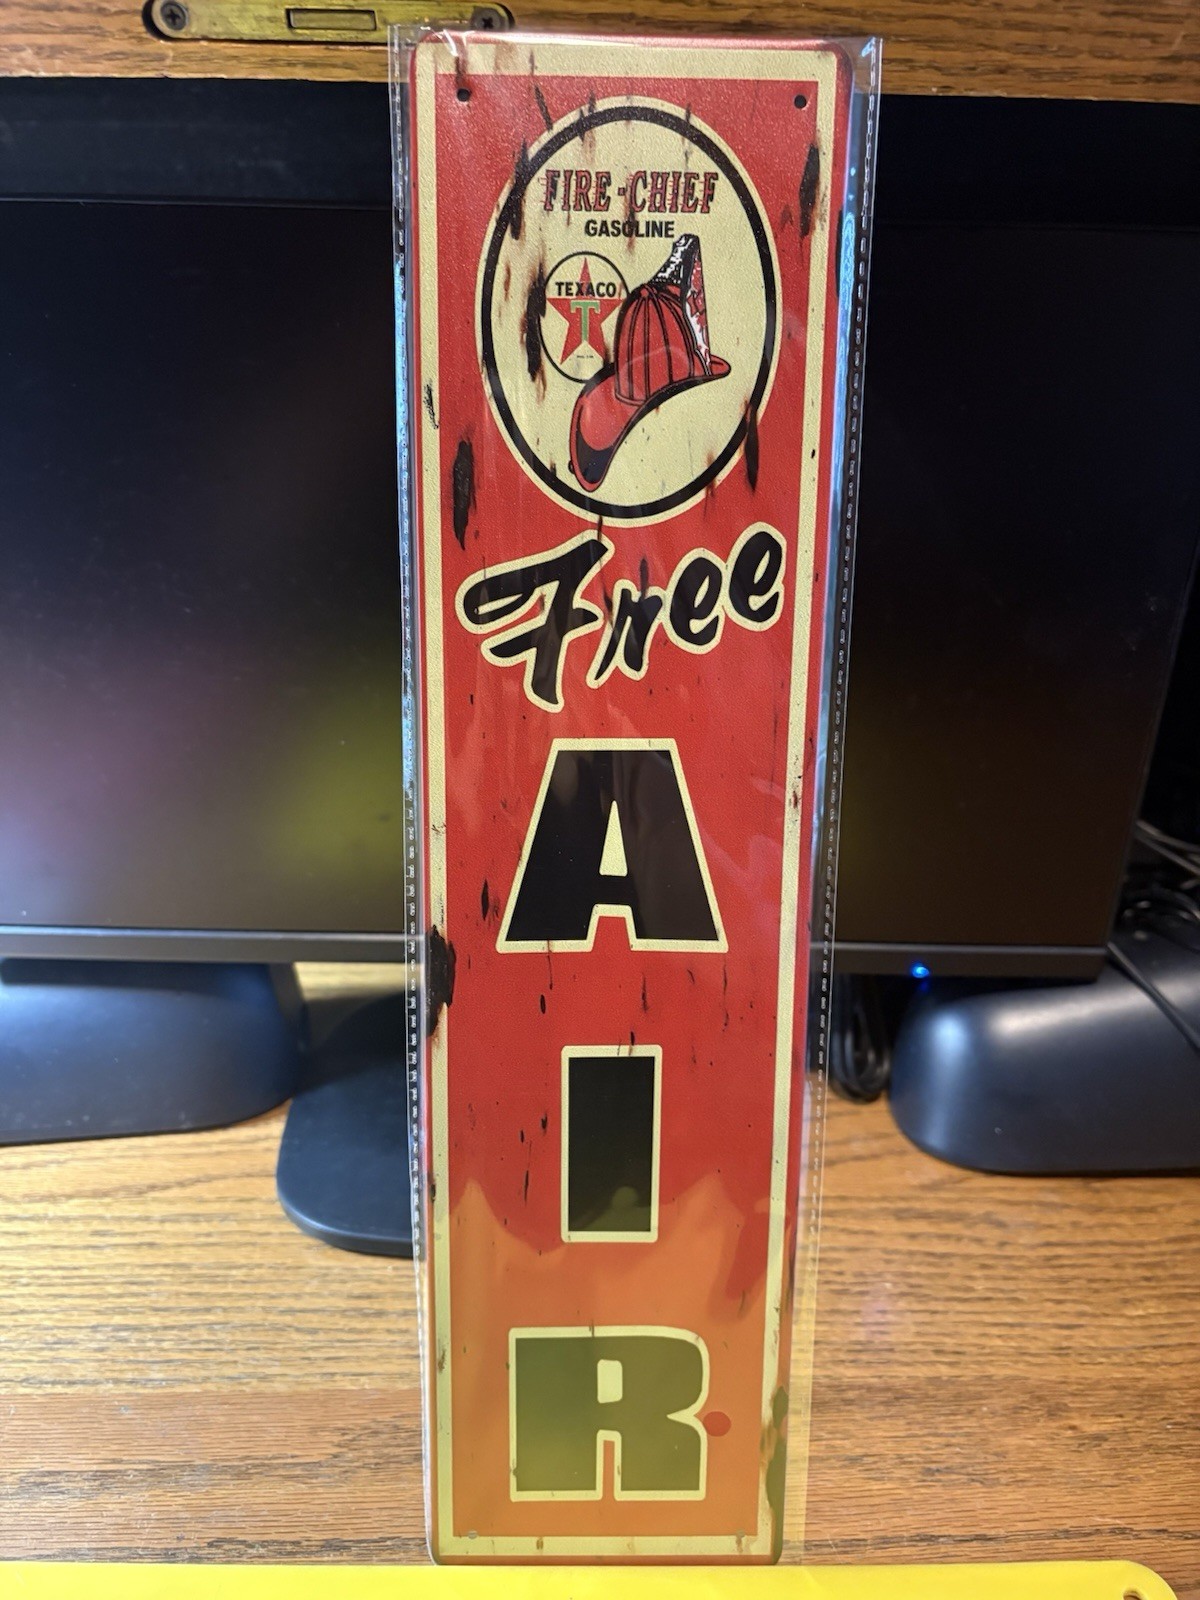 FIRE-CHIEF
GASOLINE
TEXACO
T
Free
A
I
R